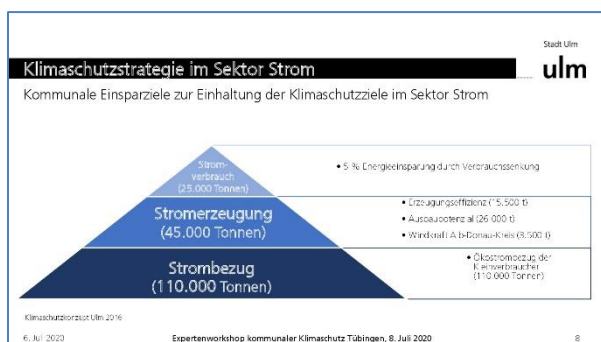 Stadt Ulm
ulm
Klimaschutzstrategie im Sektor Strom
Kommunale Einsparziele zur Einhaltung der Klimaschutzziele im Sektor Strom
Strom-
verbrauch
(25.000 Tonnen)
• 5 % Energieeinsparung durch Verbrauchssenkung
Stromerzeugung
(45.000 Tonnen)
• Erzeugungseffizienz (15.500 t)
• Ausbaupotenzial (26.000 t)
• Windkraft Alb-Donau-Kreis (3.500 t)
Strombezug
(110.000 Tonnen)
• Ökostrombezug der
Kleinverbraucher
(110.000 Tonnen)
Klimaschutzkonzept Ulm 2016
6. Juli 2020
Expertenworkshop kommunaler Klimaschutz Tübingen, 8. Juli 2020
8